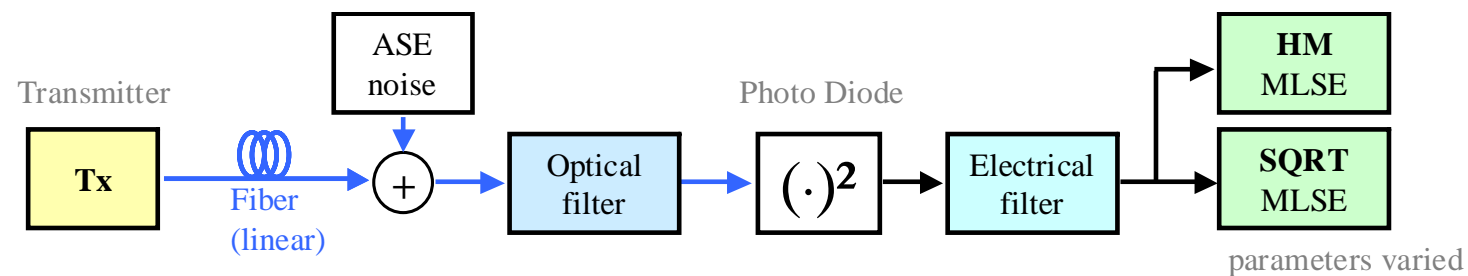 Transmitter
Tx
Fiber
(linear)
ASE
noise
+
Optical
filter
Photo Diode
(·)²
Electrical
filter
HM
MLSE
SQRT
MLSE
parameters varied